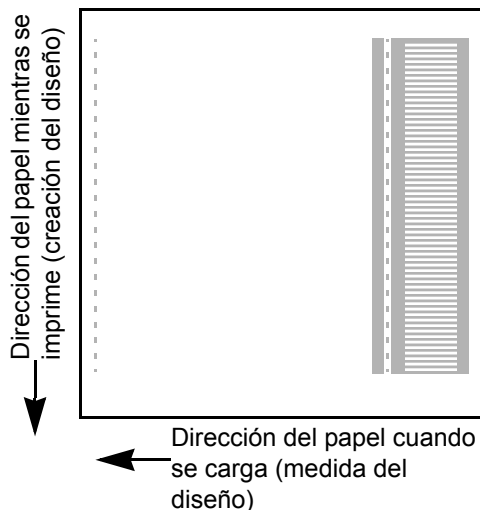 Dirección del papel mientras se
imprime (creación del diseño)
Dirección del papel cuando
se carga (medida del
diseño)